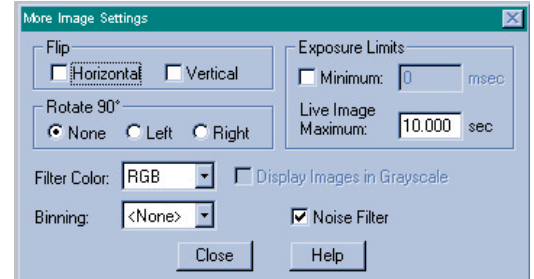 More Image Settings
Flip
Horizontal Vertical
Exposure Limits
Minimum: 0 msec
Live Image
Maximum: 10.000 sec
Rotate 90°
None Left Right
Filter Color: RGB Display Images in Grayscale
Binning: <None> Noise Filter
Close Help